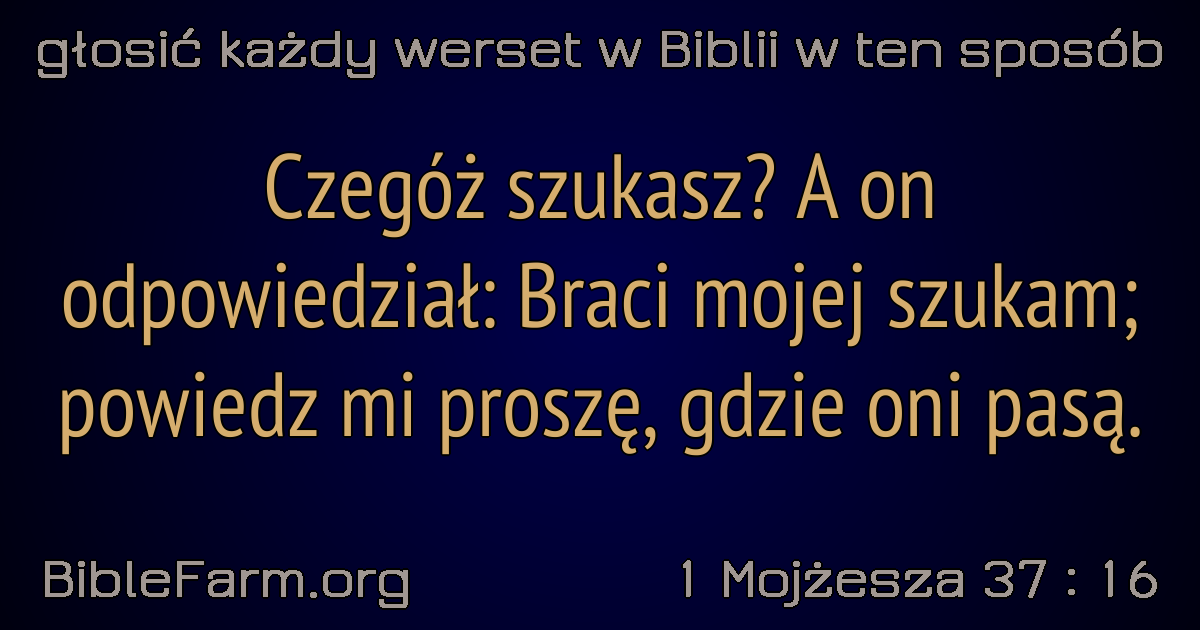 głosić każdy werset w Biblii w ten sposób
Czegóż szukasz? A on
odpowiedział: Braci mojej szukam;
powiedz mi proszę, gdzie oni pasą.
BibleFarm.org
1 Mojżesza 37 : 16